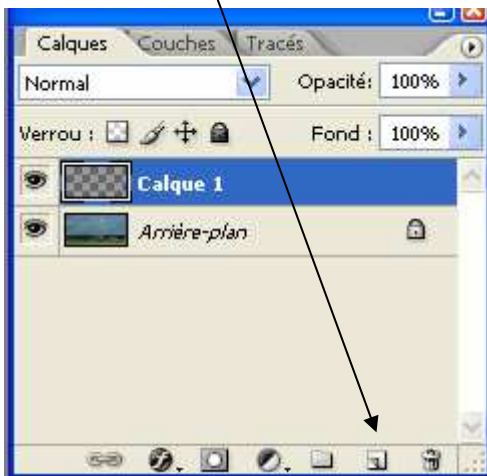 Calques Couches Tracés
Normal Opacité: 100%
Verrou : Fond : 100%
Calque 1
Arrière-plan